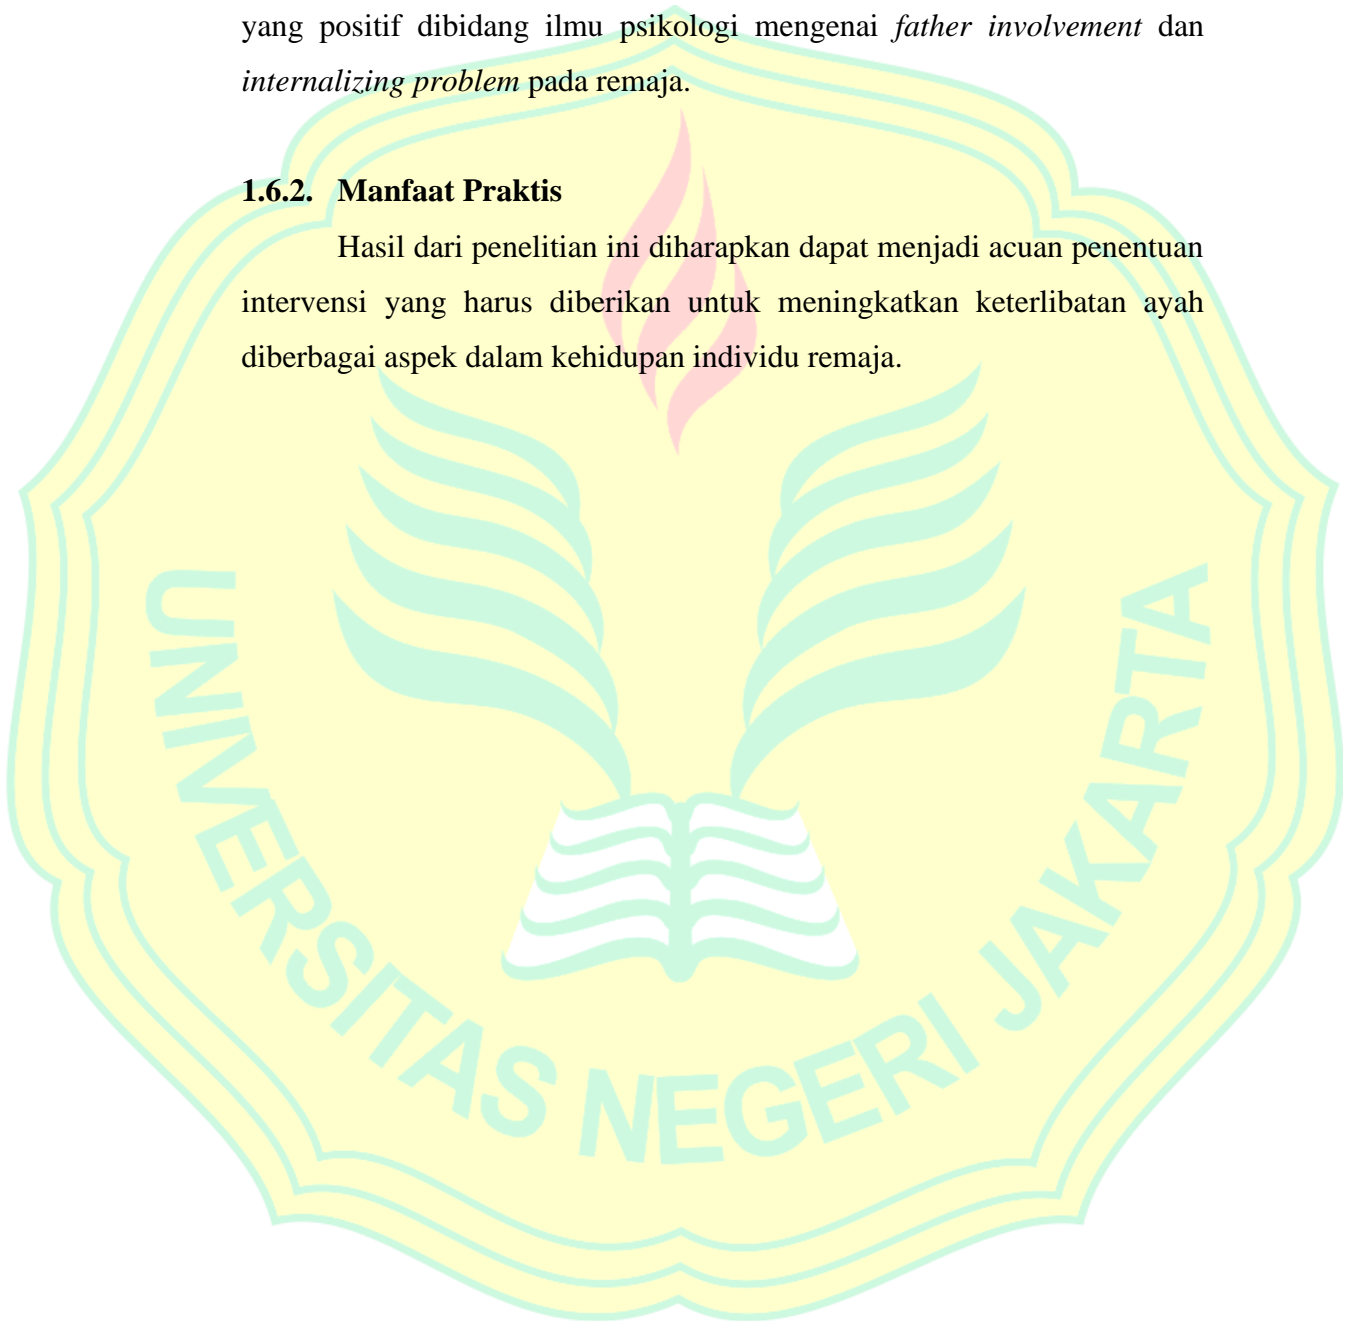 yang positif dibidang ilmu psikologi mengenai father involvement dan
internalizing problem pada remaja.
1.6.2. Manfaat Praktis
Hasil dari penelitian ini diharapkan dapat menjadi acuan penentuan
intervensi yang harus diberikan untuk meningkatkan keterlibatan ayah
diberbagai aspek dalam kehidupan individu remaja.
UNIVERSITAS NEGERI JAKARTA